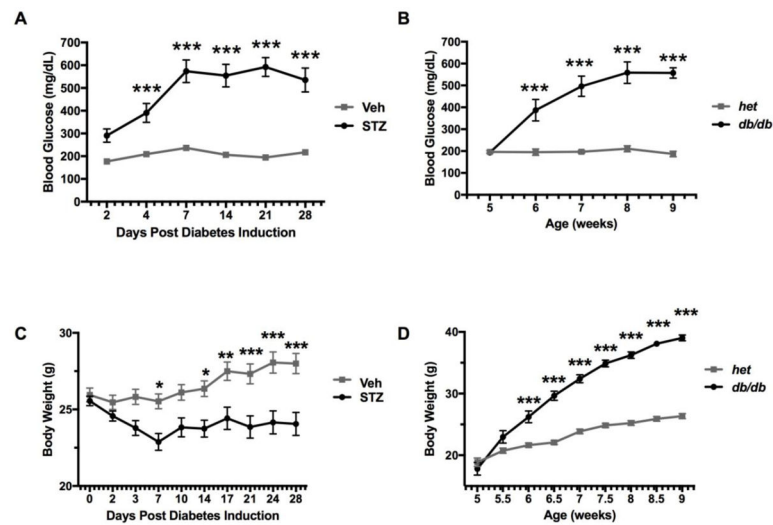 A
Blood Glucose (mg/dL)
700
600
500
400
300
200
100
0
*** *** *** *** ***
2 4 7 14 21 28
Days Post Diabetes Induction
Veh
STZ
B
Blood Glucose (mg/dL)
700
600
500
400
300
200
100
0
*** *** *** ***
5 6 7 8 9
Age (weeks)
het
db/db
C
Body Weight (g)
30
25
20
* * ** *** *** ***
0 2 3 7 10 14 17 21 24 28
Days Post Diabetes Induction
Veh
STZ
D
Body Weight (g)
40
30
20
*** *** *** *** *** *** ***
5 5.5 6 6.5 7 7.5 8 8.5 9
Age (weeks)
het
db/db